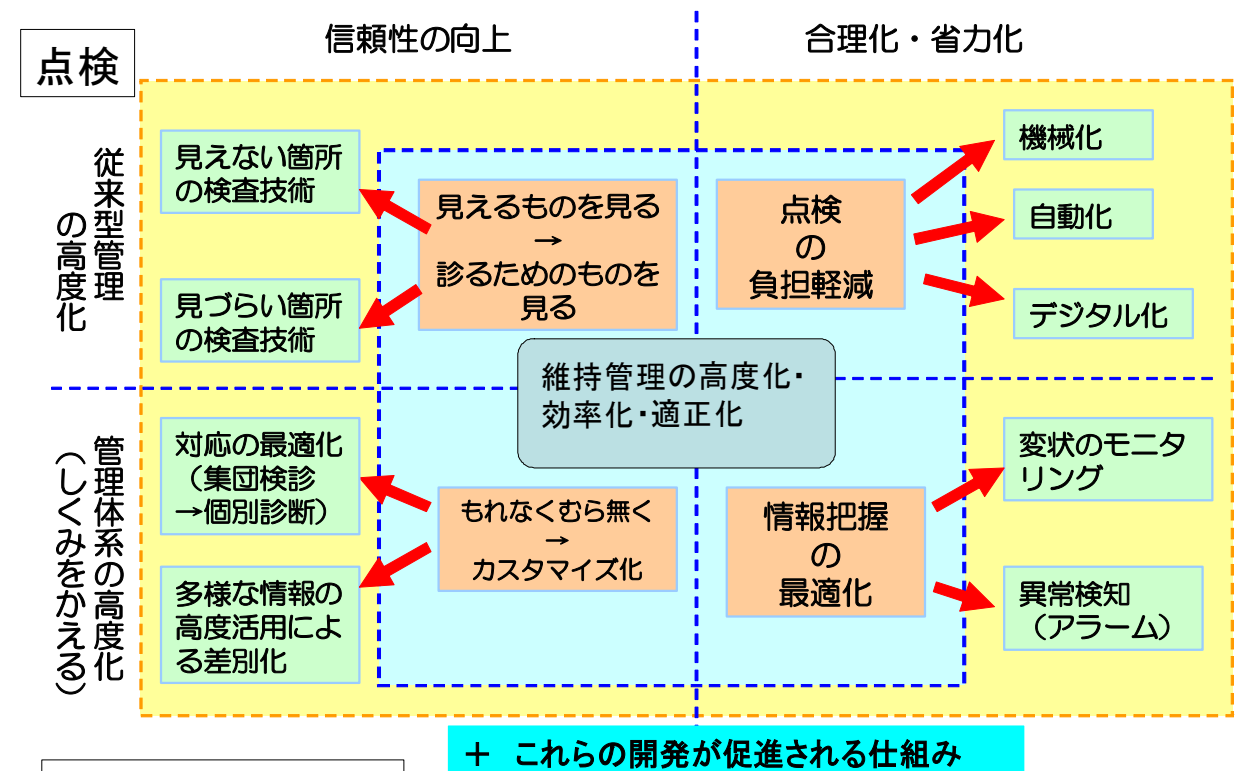 点検
信頼性の向上
合理化・省力化
従来型管理
の高度化
見えない箇所
の検査技術
見づらい箇所
の検査技術
見えるものを見る
→
診るためのものを
見る
点検
の
負担軽減
機械化
自動化
デジタル化
維持管理の高度化・
効率化・適正化
管理体系の高度化
（しくみをかえる）
対応の最適化
（集団検診
→個別診断）
多様な情報の
高度活用によ
る差別化
もれなくむら無く
→
カスタマイズ化
情報把握
の
最適化
変状のモニタ
リング
異常検知
（アラーム）
＋　これらの開発が促進される仕組み